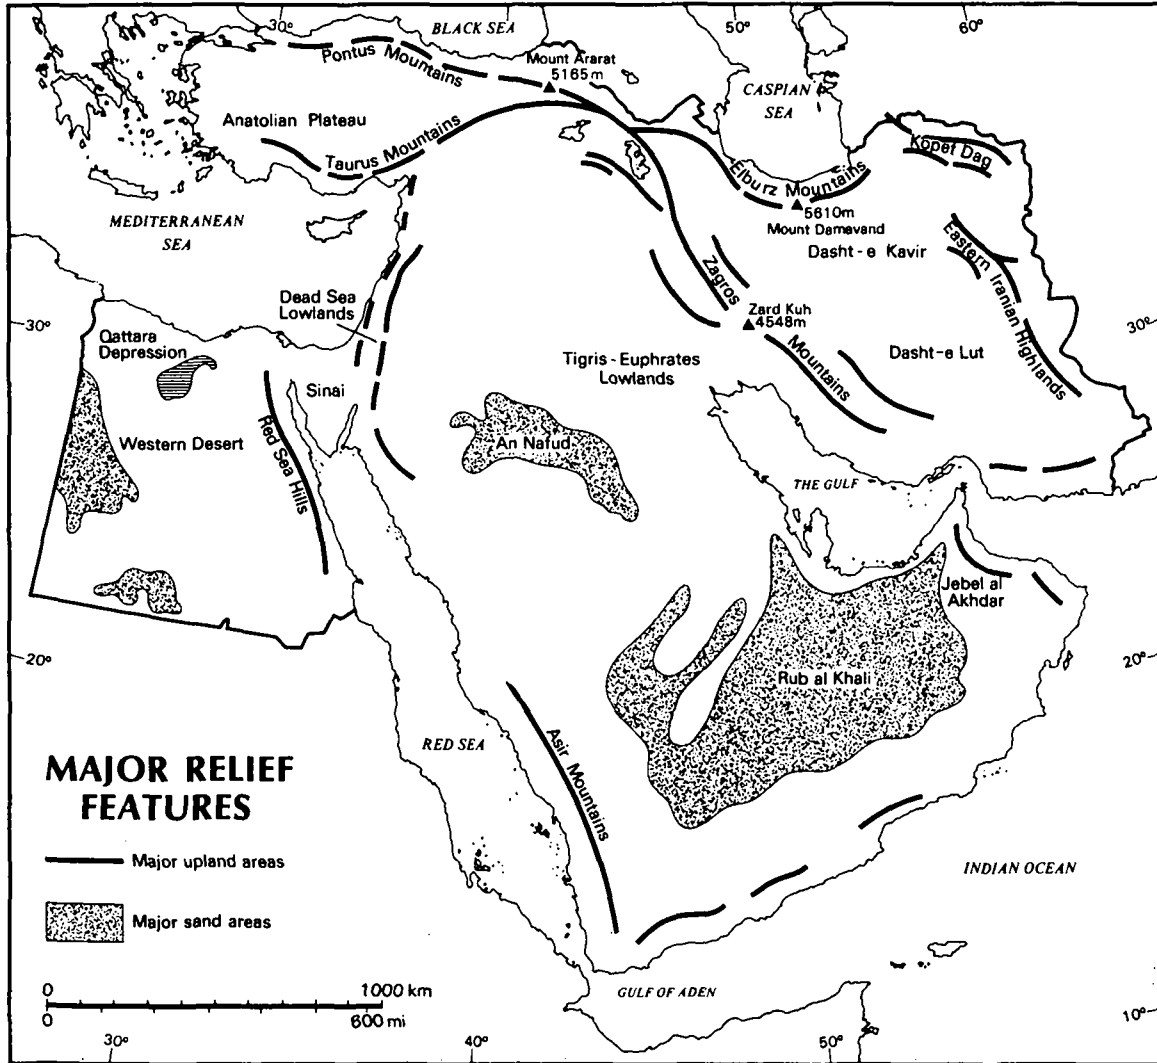 30°
BLACK SEA
50°
60°
Pontus Mountains
Mount Ararat
5165m
CASPIAN
SEA
Anatolian Plateau
Taurus Mountains
Kopet Dag
Elburz Mountains
5610m
Mount Damavand
MEDITERRANEAN
SEA
Dasht-e Kavir
Eastern Iranian Highlands
Zagros
Mountains
Dead Sea
Lowlands
Zard Kuh
4548m
30°
30°
Qattara
Depression
Tigris-Euphrates
Lowlands
Dasht-e Lut
Sinai
Western Desert
Red Sea Hills
An Nafud
THE GULF
Jebel al
Akhdar
20°
20°
Rub al Khali
RED SEA
Asir Mountains
MAJOR RELIEF
FEATURES
Major upland areas
Major sand areas
INDIAN OCEAN
GULF OF ADEN
0
1000 km
0
600 mi
10°
30°
40°
50°